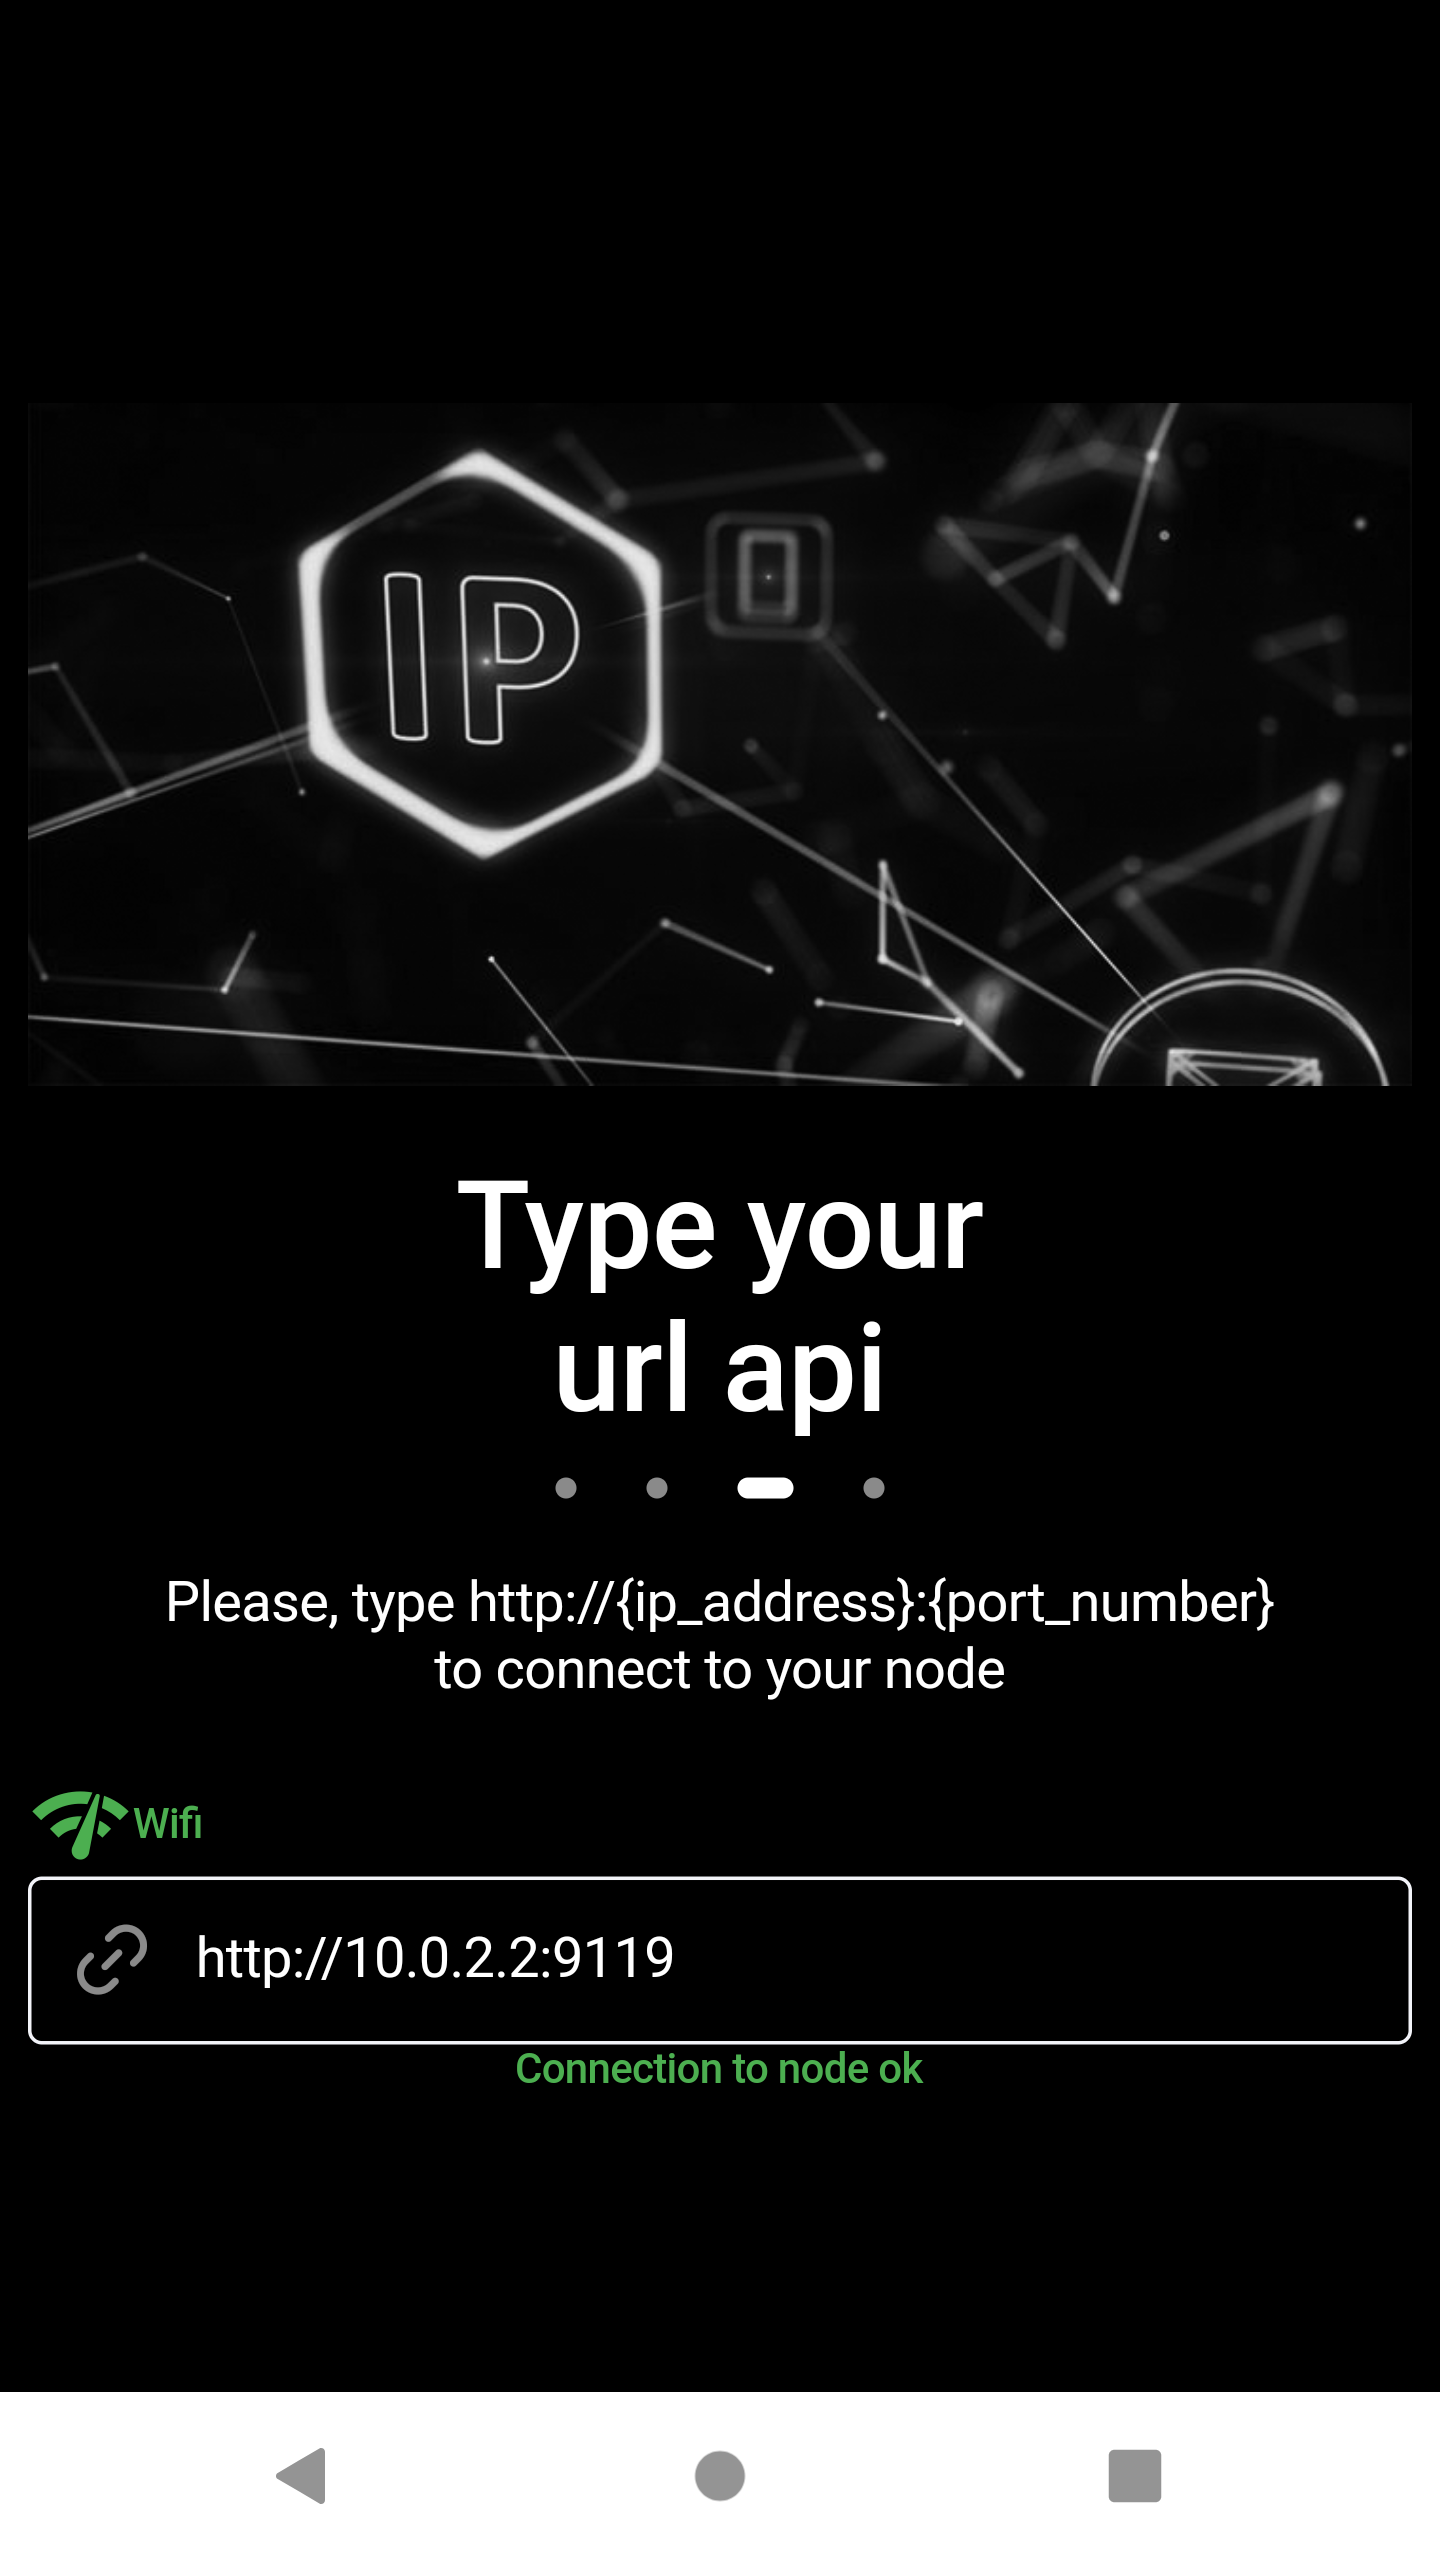 IP
Type your
url api
Please, type http://{ip_address}:{port_number}
to connect to your node
Wifi
http://10.0.2.2:9119
Connection to node ok